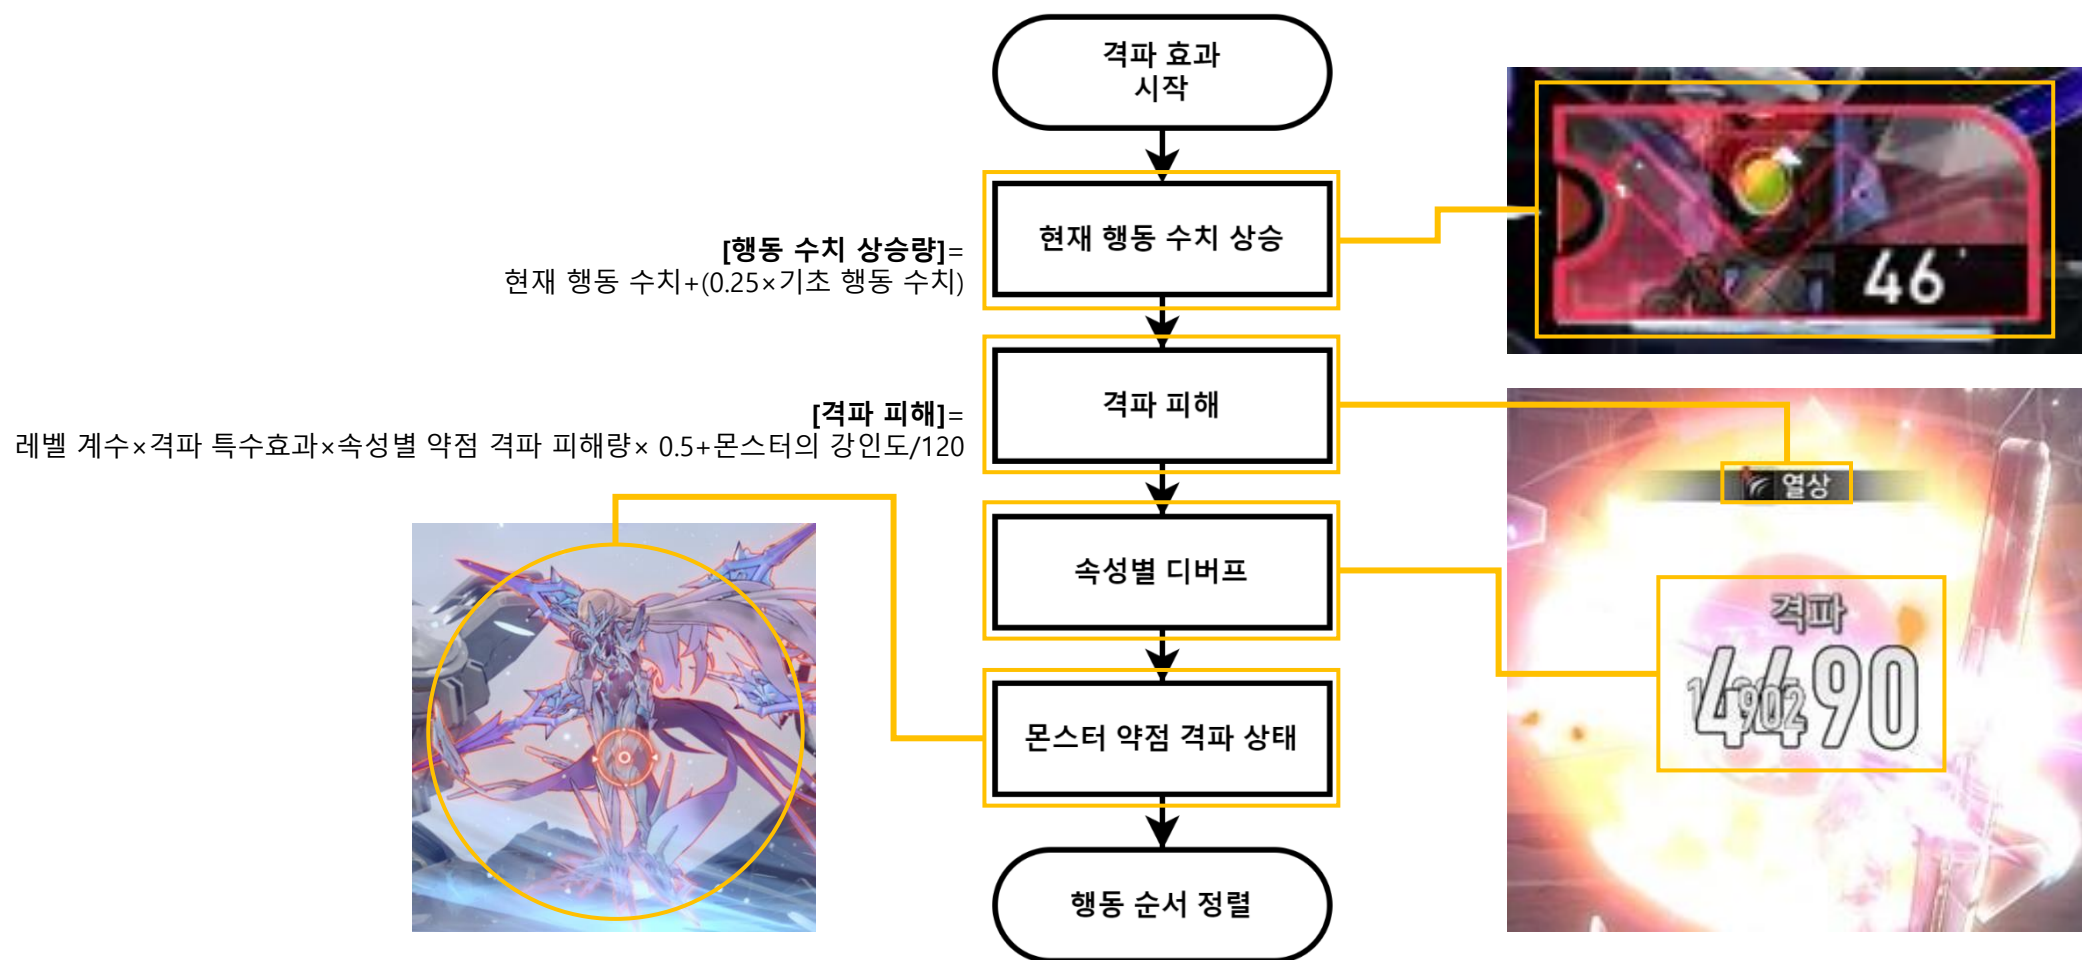 격파 효과
시작
현재 행동 수치 상승
[행동 수치 상승량]=
현재 행동 수치+(0.25×기초 행동 수치)
46
격파 피해
[격파 피해]=
레벨 계수×격파 특수효과×속성별 약점 격파 피해량× 0.5+몬스터의 강인도/120
열상
속성별 디버프
격파
4490
몬스터 약점 격파 상태
행동 순서 정렬